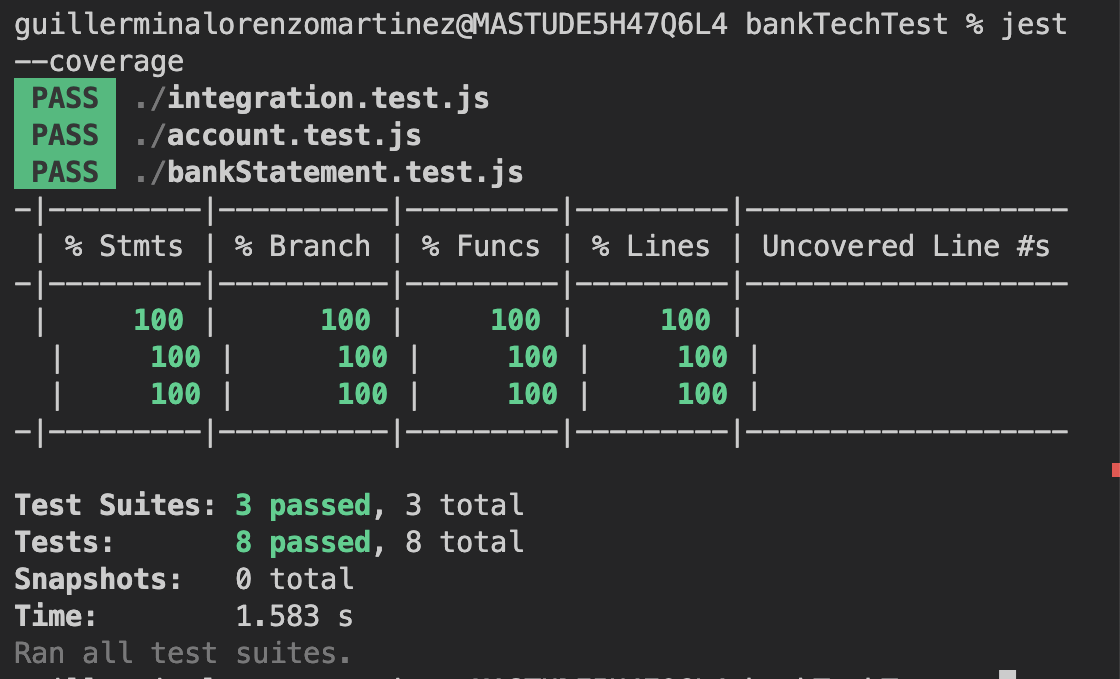 guillerminalorenzomartinez@MASTUDE5H47Q6L4 bankTechTest % jest
--coverage
PASS ./integration.test.js
PASS ./account.test.js
PASS ./bankStatement.test.js
-|---------|----------|---------|---------|-------------------
 | % Stmts | % Branch | % Funcs | % Lines | Uncovered Line #s
-|---------|----------|---------|---------|-------------------
 |     100 |      100 |     100 |     100 |
  |     100 |      100 |     100 |     100 |
  |     100 |      100 |     100 |     100 |
-|---------|----------|---------|---------|-------------------
Test Suites: 3 passed, 3 total
Tests:       8 passed, 8 total
Snapshots:   0 total
Time:        1.583 s
Ran all test suites.